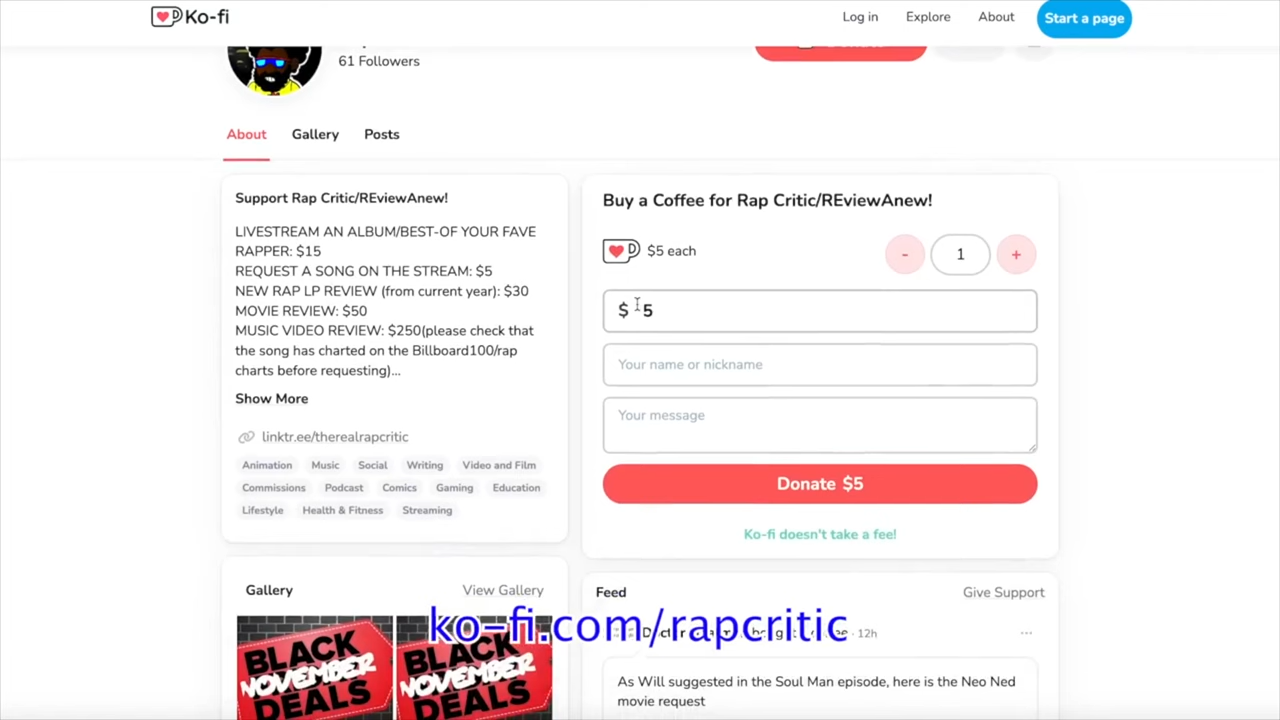 Ko-fi
Log in
Explore
About
Start a page
61 Followers
About
Gallery
Posts
Support Rap Critic/REviewAnew!
LIVESTREAM AN ALBUM/BEST-OF YOUR FAVE
RAPPER: $15
REQUEST A SONG ON THE STREAM: $5
NEW RAP LP REVIEW (from current year): $30
MOVIE REVIEW: $50
MUSIC VIDEO REVIEW: $250(please check that
the song has charted on the Billboard100/rap
charts before requesting)...
Show More
linktr.ee/therealrapcritic
Animation Music Social Writing Video and Film
Commissions Podcast Comics Gaming Education
Lifestyle Health & Fitness Streaming
Buy a Coffee for Rap Critic/REviewAnew!
$5 each
- 1 +
$ 5
Your name or nickname
Your message
Donate $5
Ko-fi doesn't take a fee!
Gallery
View Gallery
BLACK
NOVEMBER
DEALS
BLACK
NOVEMBER
DEALS
Feed
Give Support
12h
ko-fi.com/rapcritic
As Will suggested in the Soul Man episode, here is the Neo Ned
movie request